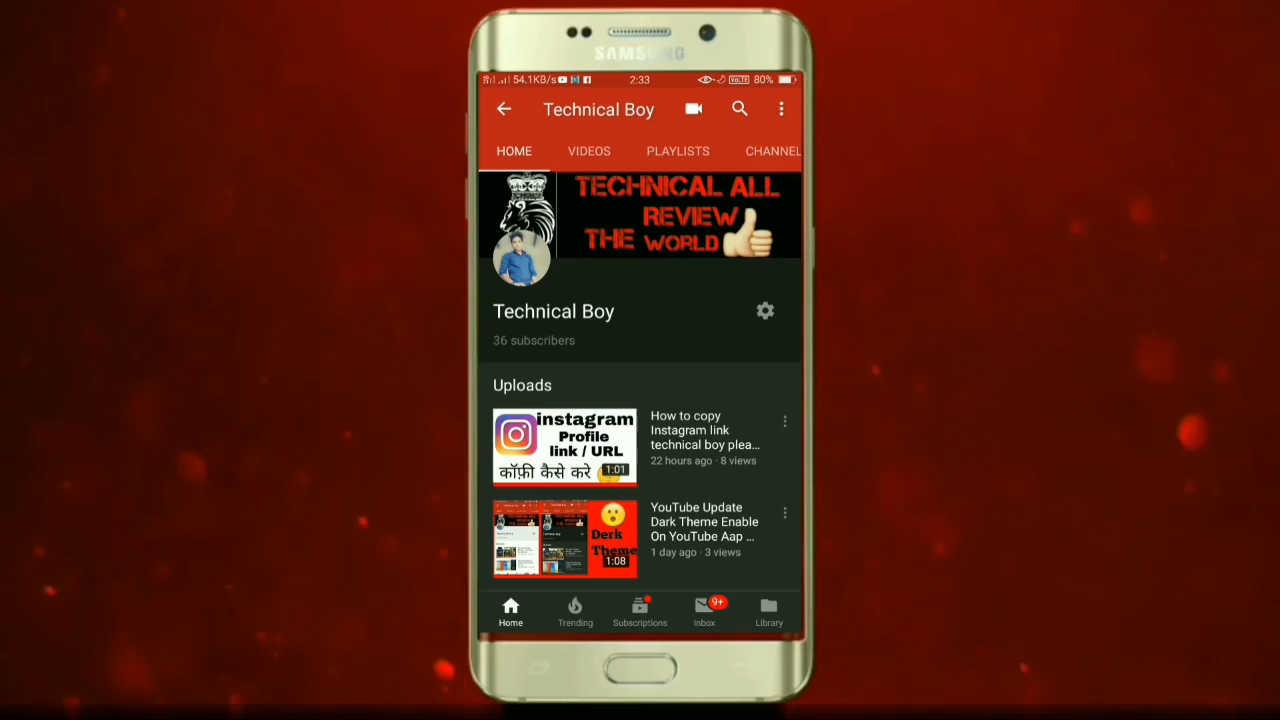 SAMSUNG
54.1KB/s 2:33 VOLTE 80%
Technical Boy
HOME VIDEOS PLAYLISTS CHANNEL
TECHNICAL ALL
REVIEW
THE WORLD
Technical Boy
36 subscribers
Uploads
instagram
Profile
link / URL
कॉफ़ी कैसे करे
1:01
How to copy
Instagram link
technical boy plea...
22 hours ago · 8 views
Technical Boy
Derk
Theme
1:08
YouTube Update
Dark Theme Enable
On YouTube Aap ...
1 day ago · 3 views
9+
Home Trending Subscriptions Inbox Library